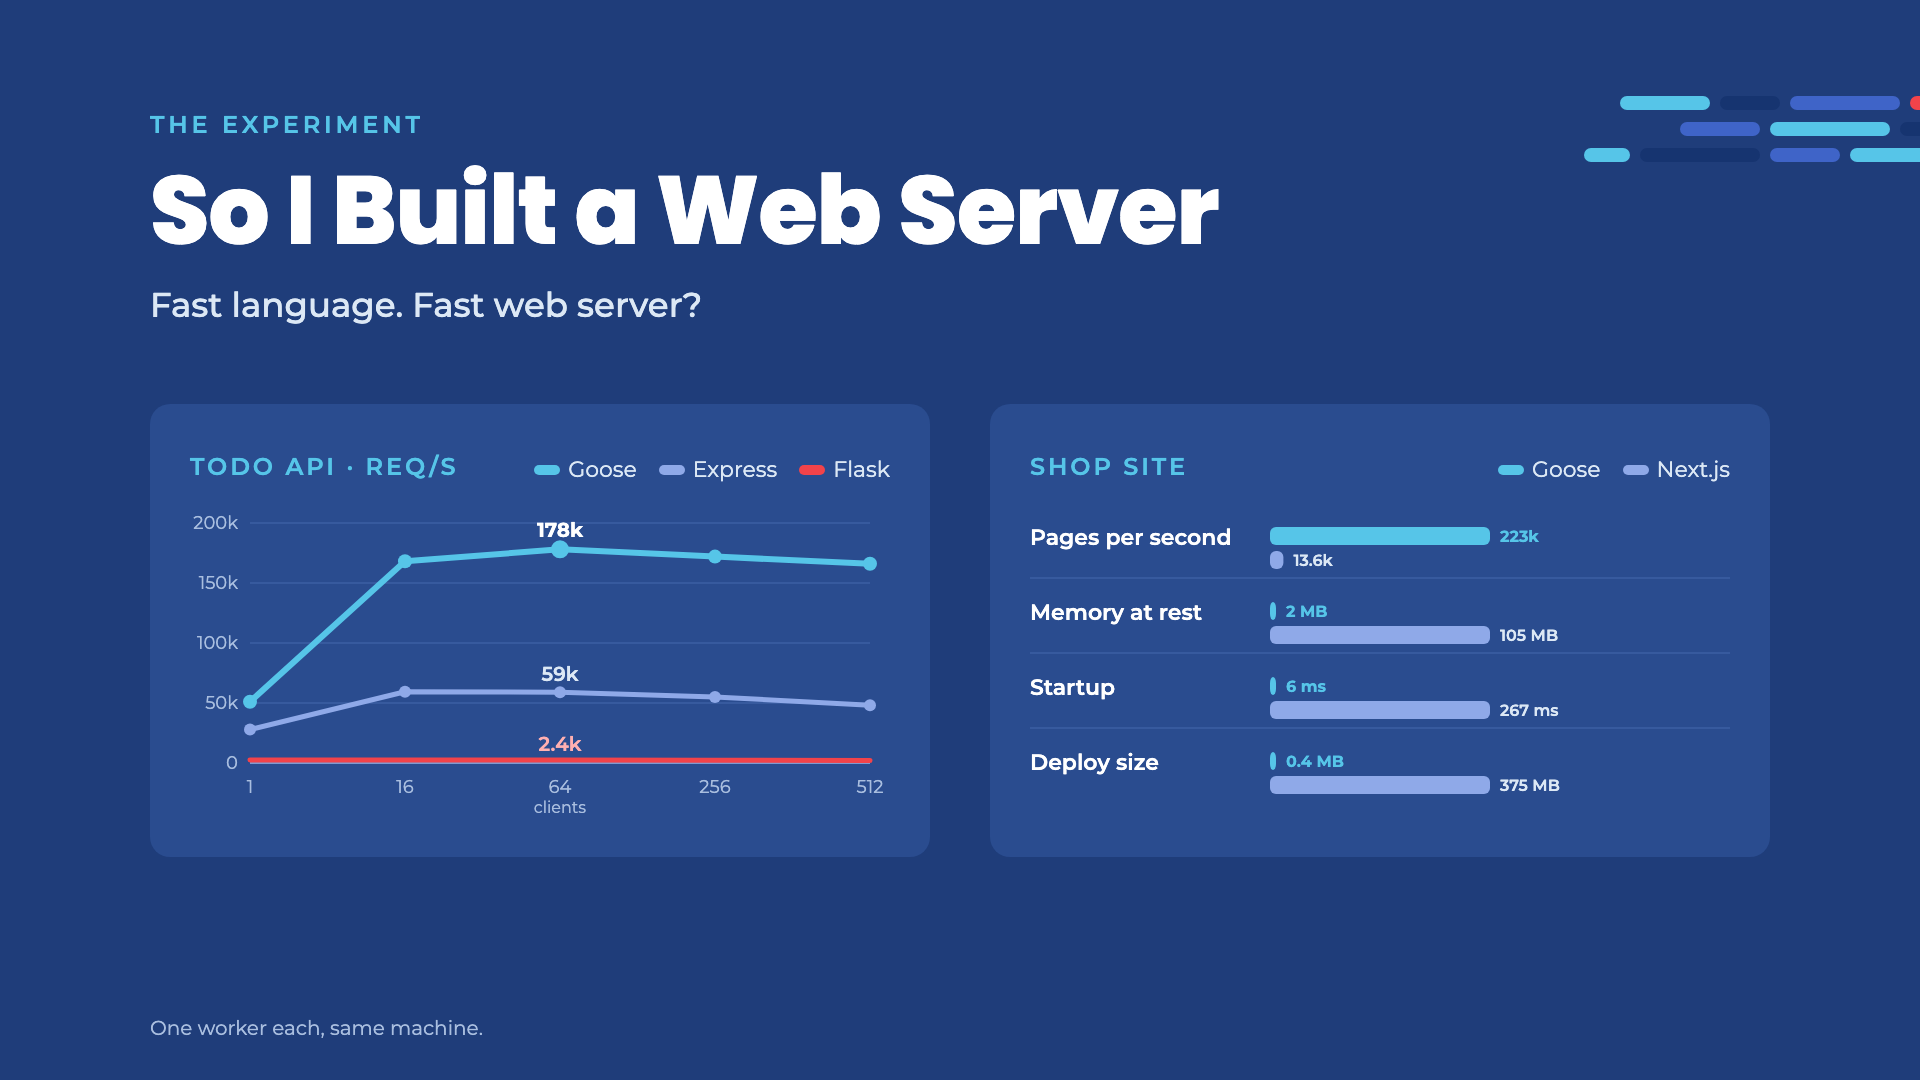 THE EXPERIMENT
So I Built a Web Server
Fast language. Fast web server?
TODO API · REQ/S
Goose Express Flask
200k
150k
100k
50k
0
178k
59k
2.4k
1 16 64 256 512
clients
SHOP SITE
Goose Next.js
Pages per second 223k
13.6k
Memory at rest 2 MB
105 MB
Startup 6 ms
267 ms
Deploy size 0.4 MB
375 MB
One worker each, same machine.